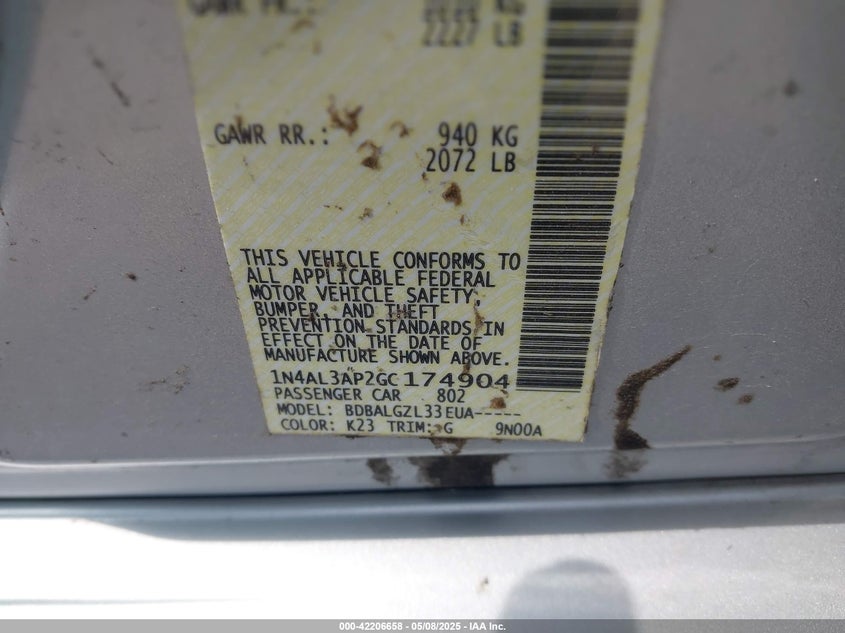 2227 LB
GAWR RR.: 940 KG
2072 LB
THIS VEHICLE CONFORMS TO
ALL APPLICABLE FEDERAL
MOTOR VEHICLE SAFETY,
BUMPER, AND THEFT
PREVENTION STANDARDS IN
EFFECT ON THE DATE OF
MANUFACTURE SHOWN ABOVE.
1N4AL3AP2GC174904
PASSENGER CAR 802
MODEL: BDBALGZL33EUA-----
COLOR: K23 TRIM: G 9N00A
000-42206658 - 05/08/2025 - IAA Inc.